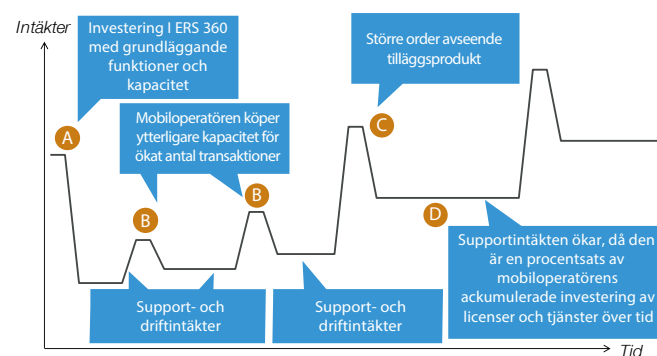 Intäkter
Investering I ERS 360
med grundläggande
funktioner och
kapacitet
A
Mobiloperatören köper
ytterligare kapacitet för
ökat antal transaktioner
B
B
Större order avseende
tilläggsprodukt
C
D
Support- och
driftintäkter
Support- och
driftintäkter
Supportintäkten ökar, då den
är en procentsats av
mobiloperatörens
ackumulerade investering av
licenser och tjänster över tid
Tid